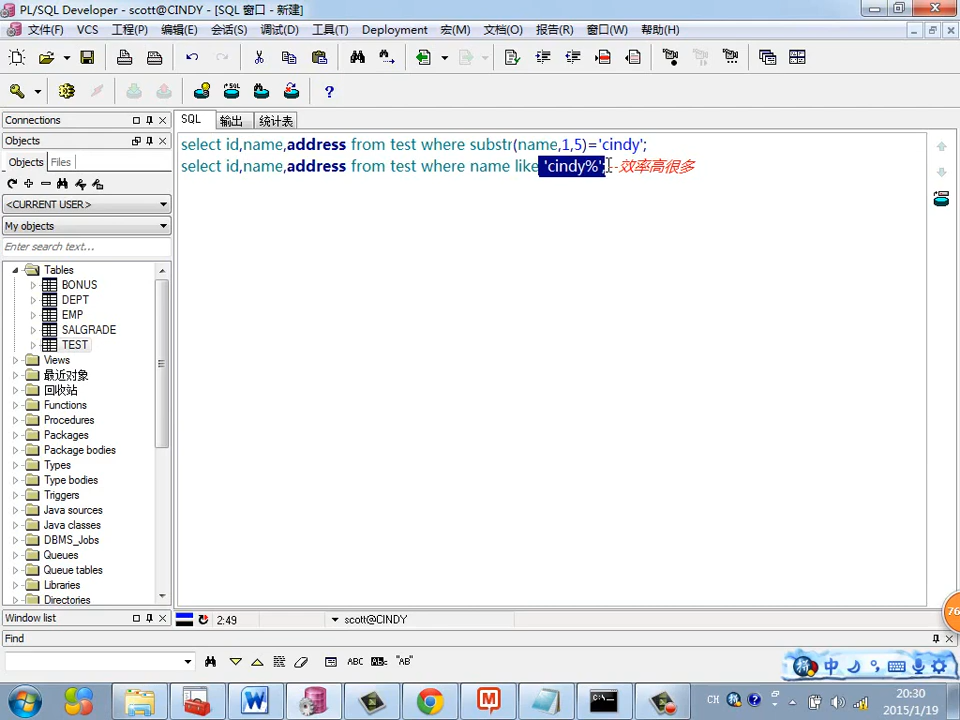 PL/SQL Developer - scott@CINDY - [SQL 窗口 - 新建]
文件(F) VCS 工程(P) 编辑(E) 会话(S) 调试(D) 工具(T) Deployment 宏(M) 文档(O) 报告(R) 窗口(W) 帮助(H)
Connections
SQL 输出 统计表
Objects
Objects Files
select id,name,address from test where substr(name,1,5)='cindy';
select id,name,address from test where name like 'cindy%';--效率高很多
<CURRENT USER>
My objects
Enter search text...
Tables
BONUS
DEPT
EMP
SALGRADE
TEST
Views
最近对象
回收站
Functions
Procedures
Packages
Package bodies
Types
Type bodies
Triggers
Java sources
Java classes
DBMS_Jobs
Queues
Queue tables
Libraries
Directories
76
Window list
2:49 scott@CINDY
Find
ABC ABc "AB"
中
CH 20:30
2015/1/19